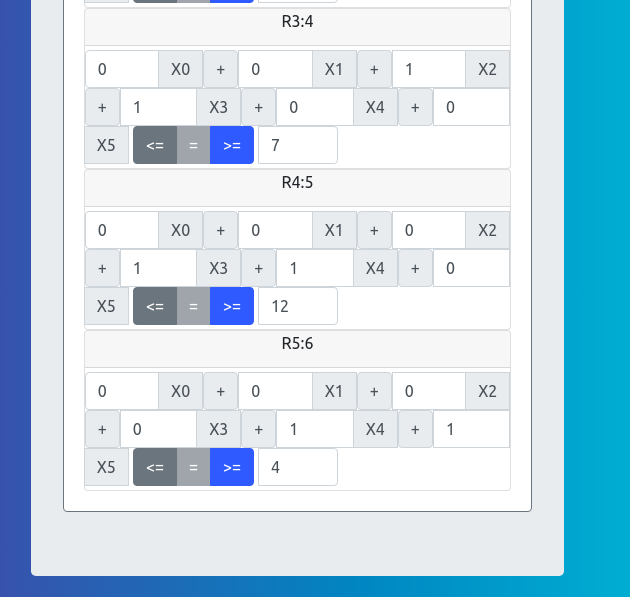 R3:4
0 X0 + 0 X1 + 1 X2
+ 1 X3 + 0 X4 + 0
X5 <= = >= 7
R4:5
0 X0 + 0 X1 + 0 X2
+ 1 X3 + 1 X4 + 0
X5 <= = >= 12
R5:6
0 X0 + 0 X1 + 0 X2
+ 0 X3 + 1 X4 + 1
X5 <= = >= 4